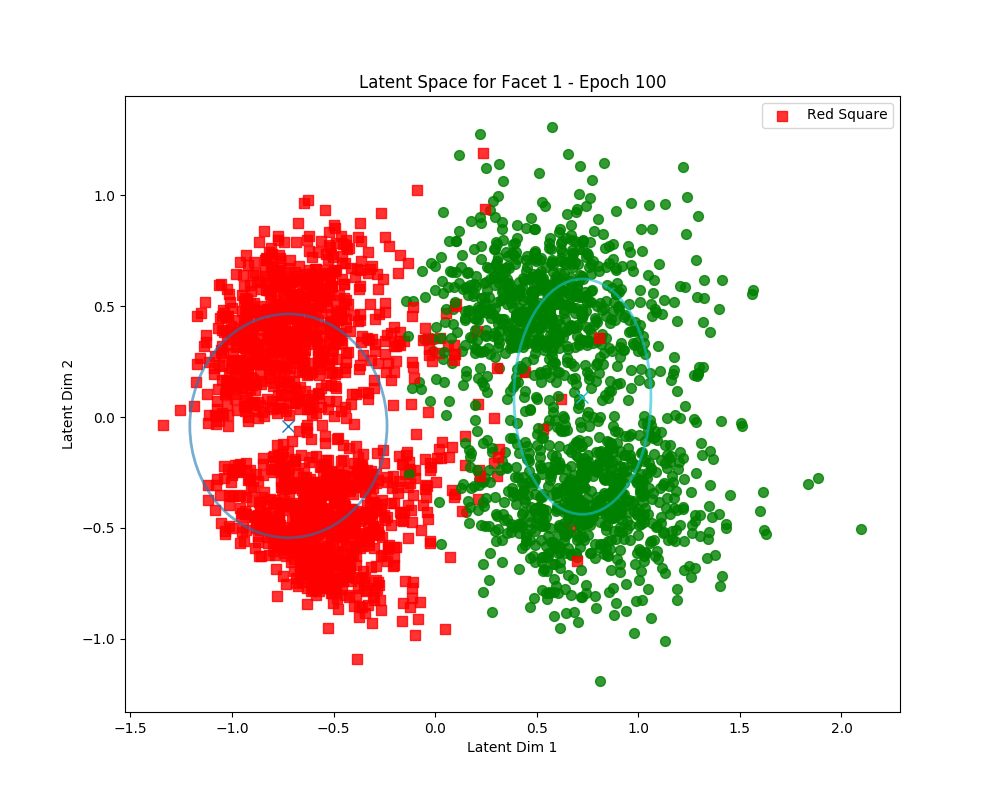 Latent Space for Facet 1 - Epoch 100
Red Square
1.0
0.5
0.0
−0.5
−1.0
Latent Dim 2
−1.5 −1.0 −0.5 0.0 0.5 1.0 1.5 2.0
Latent Dim 1